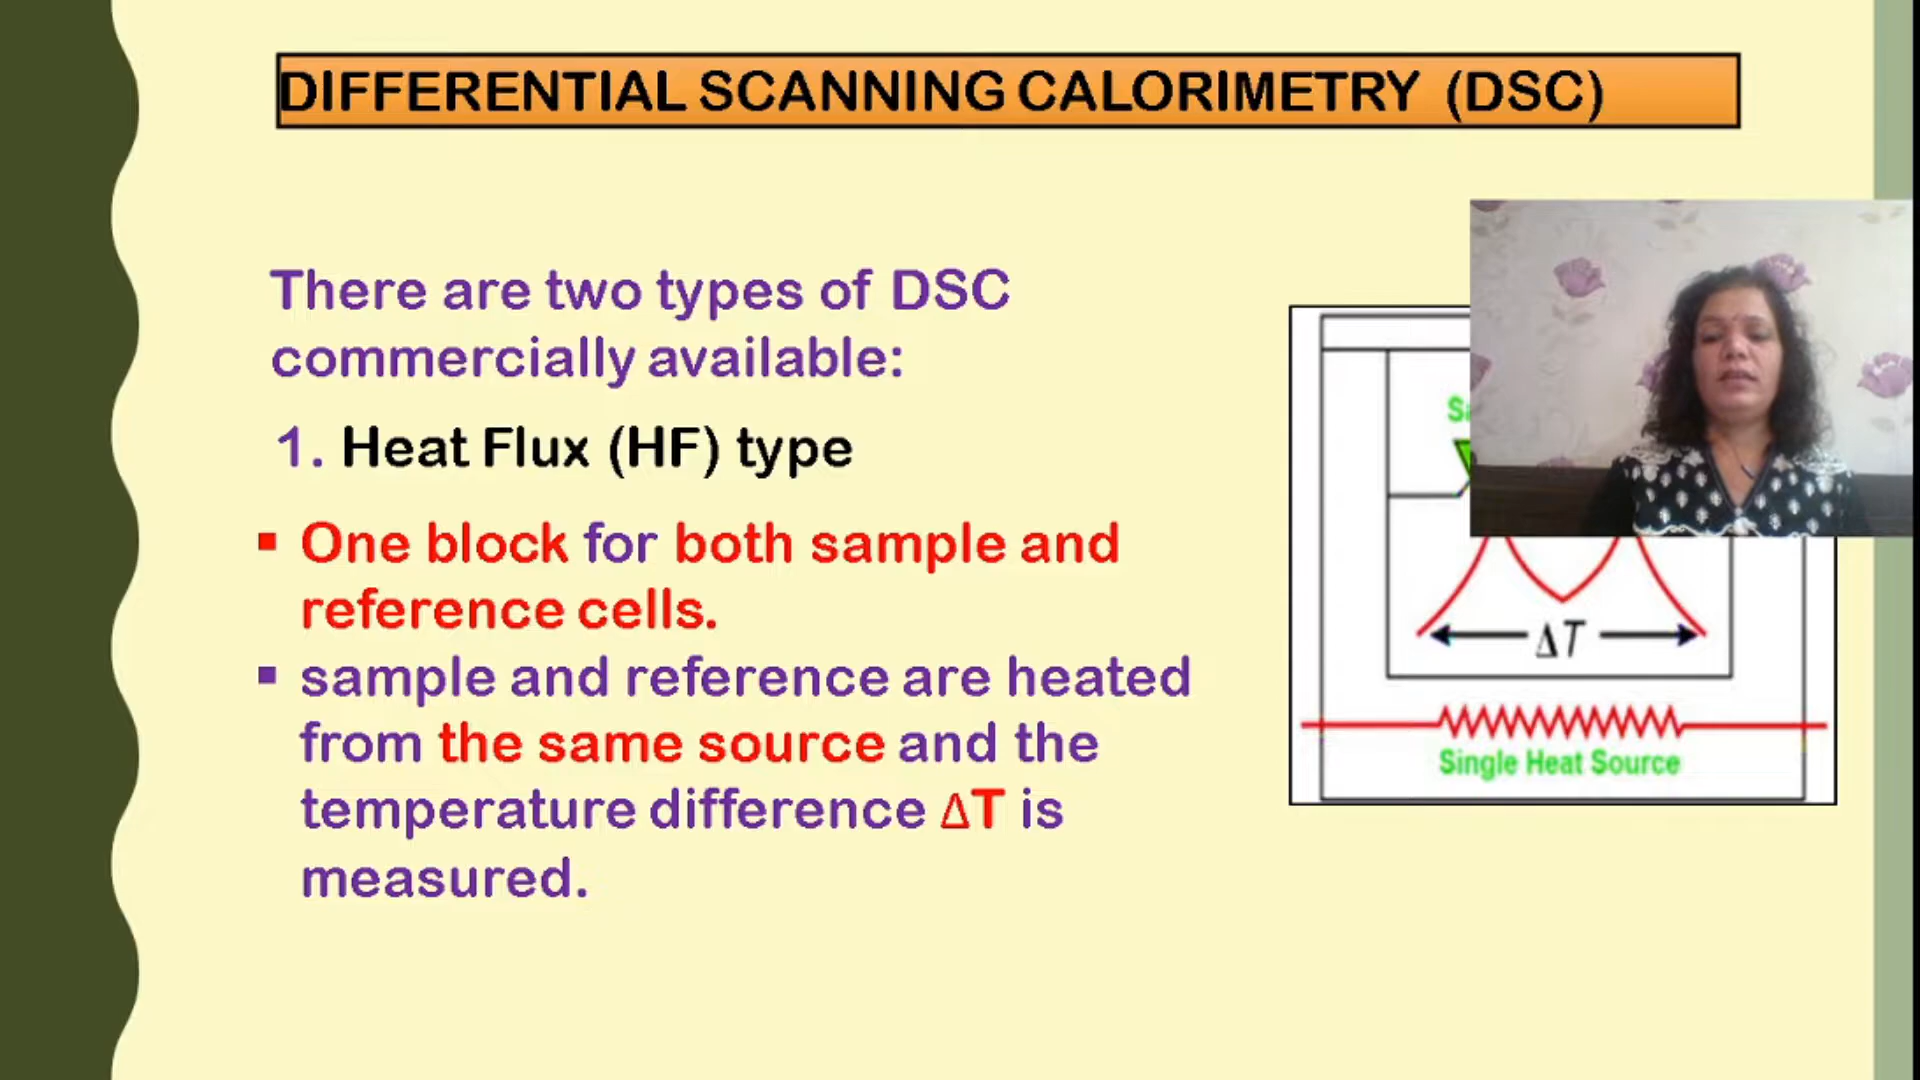 DIFFERENTIAL SCANNING CALORIMETRY (DSC)
There are two types of DSC
commercially available:
1. Heat Flux (HF) type
▪ One block for both sample and
reference cells.
▪ sample and reference are heated
from the same source and the
temperature difference ΔT is
measured.
ΔT
Single Heat Source